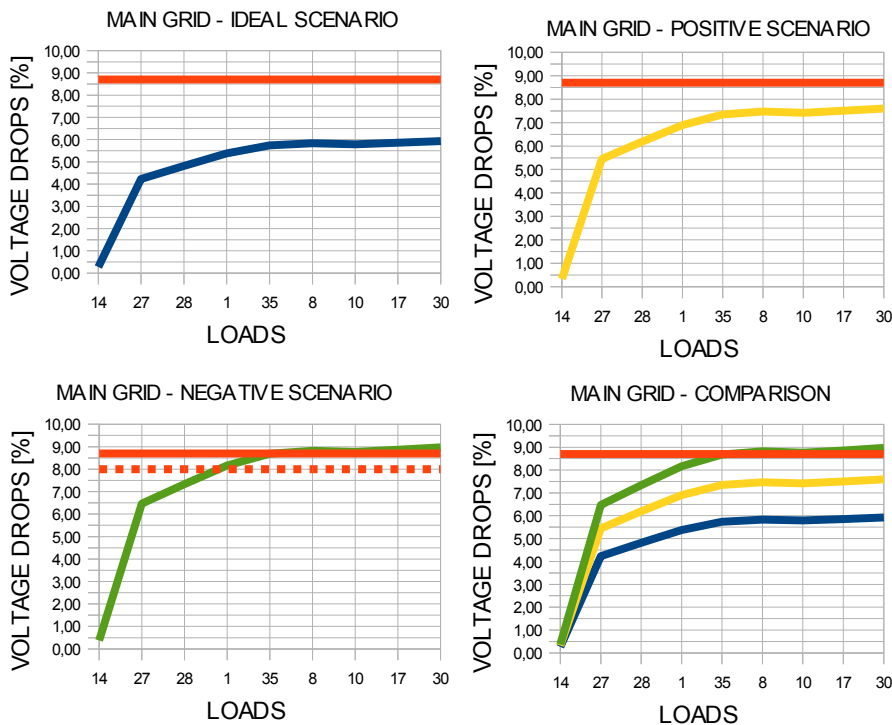 MAIN GRID - IDEAL SCENARIO
VOLTAGE DROPS [%]
10,00
9,00
8,00
7,00
6,00
5,00
4,00
3,00
2,00
1,00
0,00
14 27 28 1 35 8 10 17 30
LOADS
MAIN GRID - POSITIVE SCENARIO
VOLTAGE DROPS [%]
10,00
9,00
8,00
7,00
6,00
5,00
4,00
3,00
2,00
1,00
0,00
14 27 28 1 35 8 10 17 30
LOADS
MAIN GRID - NEGATIVE SCENARIO
VOLTAGE DROPS [%]
10,00
9,00
8,00
7,00
6,00
5,00
4,00
3,00
2,00
1,00
0,00
14 27 28 1 35 8 10 17 30
LOADS
MAIN GRID - COMPARISON
VOLTAGE DROPS [%]
10,00
9,00
8,00
7,00
6,00
5,00
4,00
3,00
2,00
1,00
0,00
14 27 28 1 35 8 10 17 30
LOADS